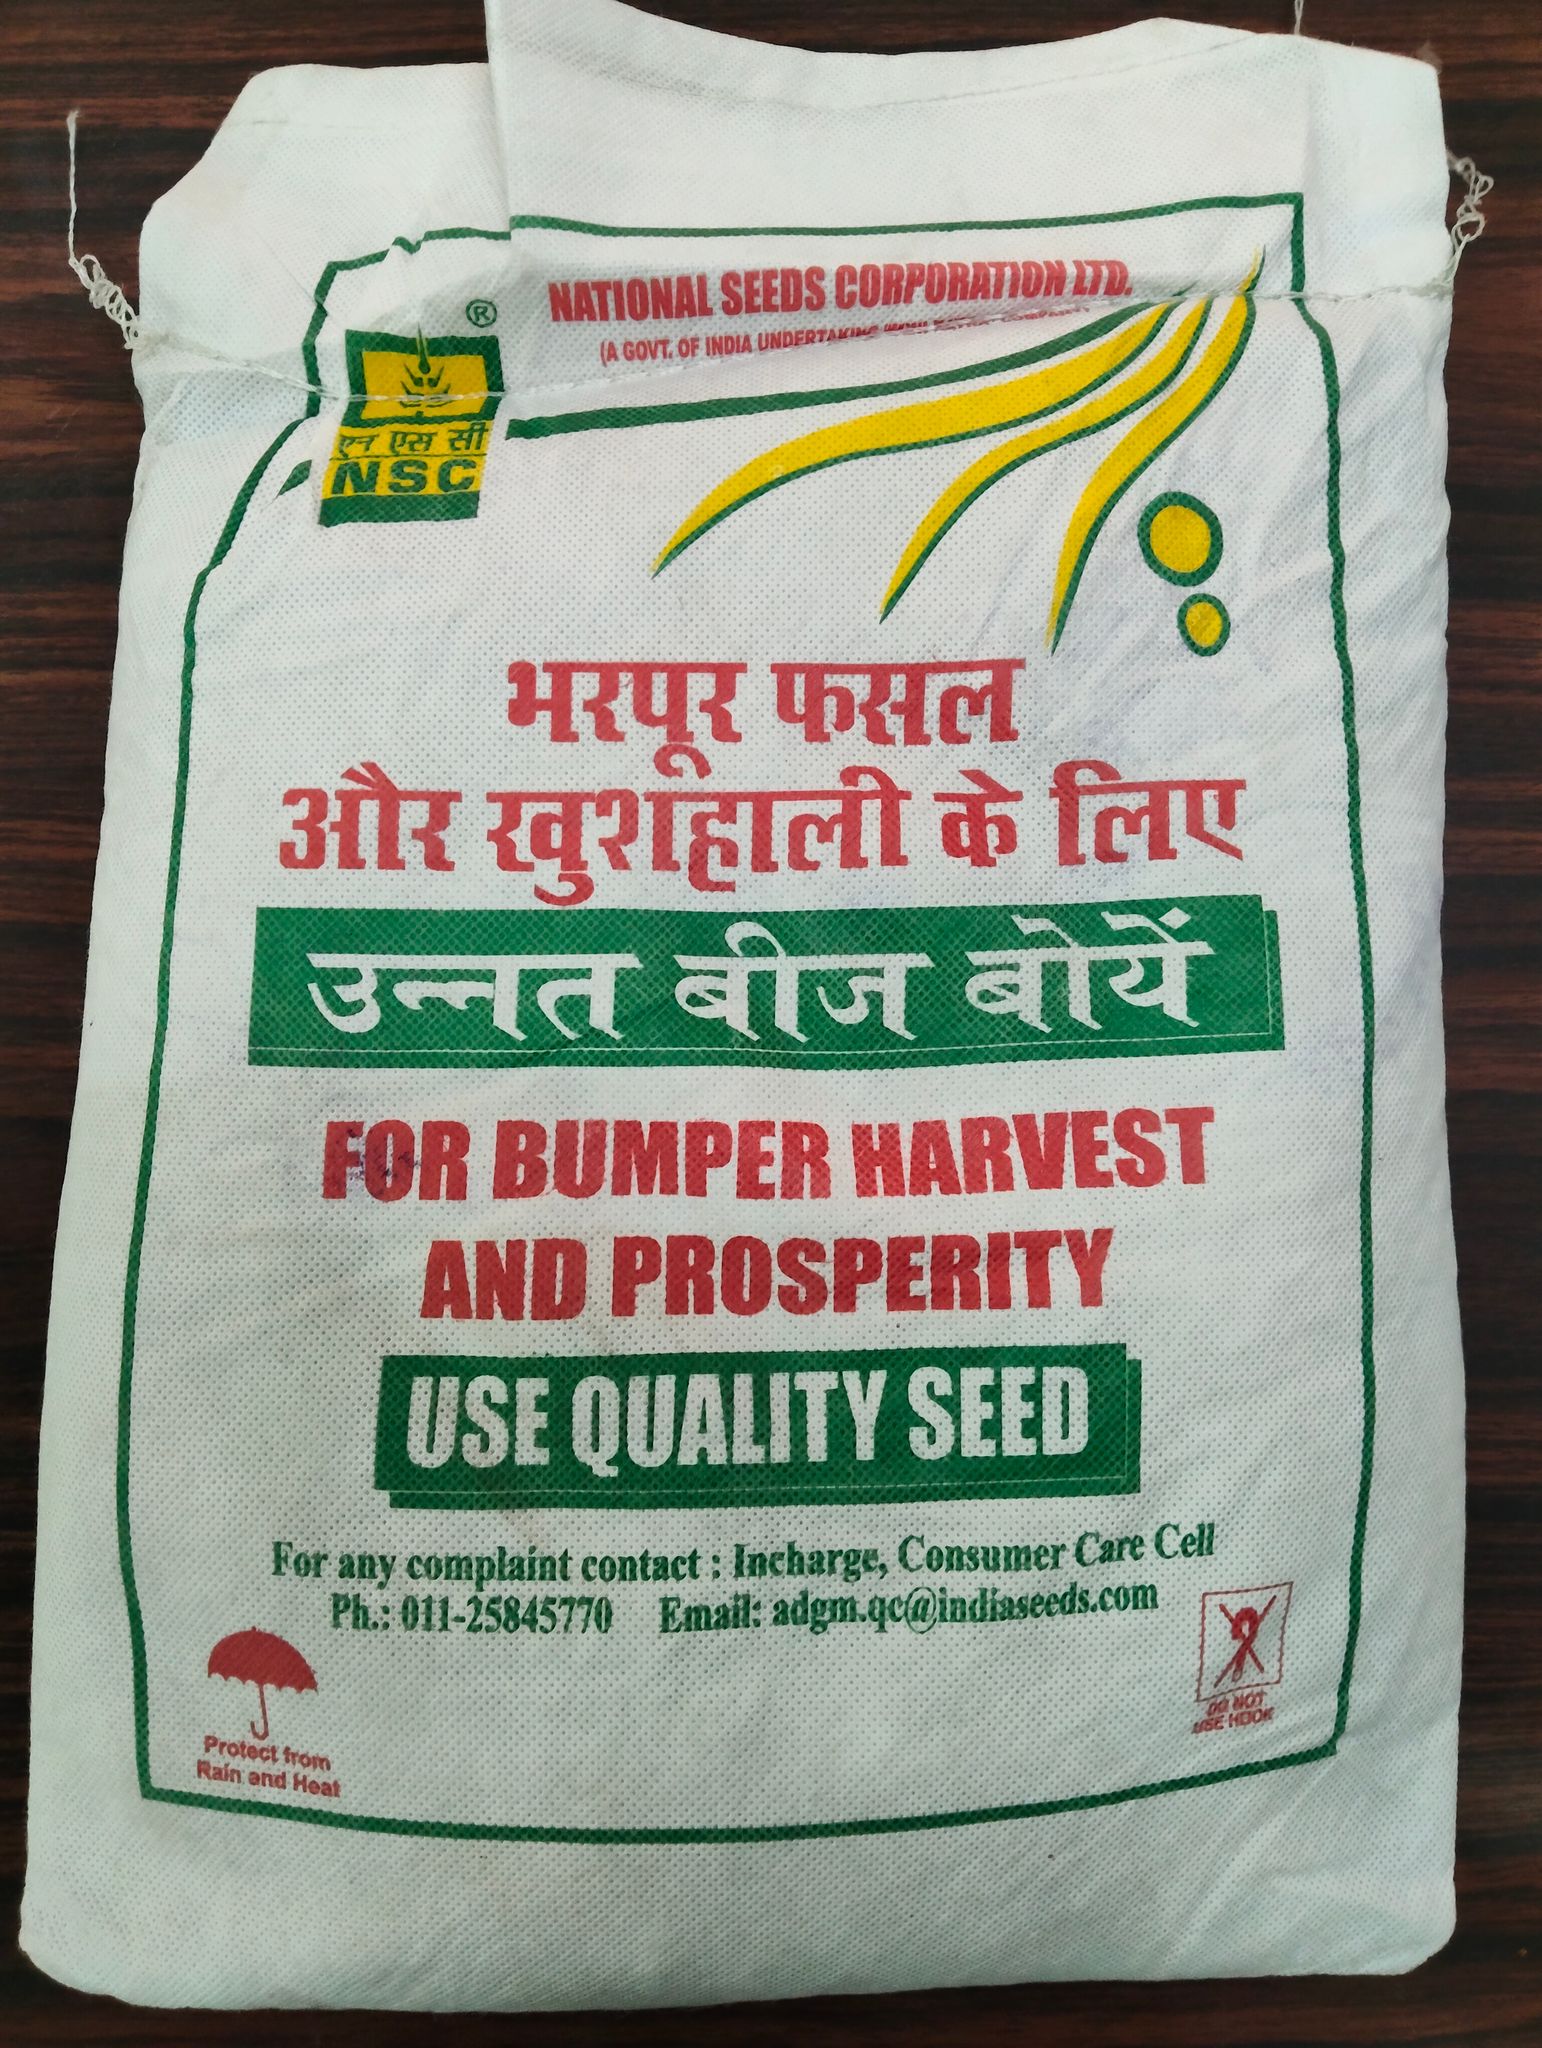 NATIONAL SEEDS CORPORATION LTD.
(A GOVT. OF INDIA UNDERTAKING
®
एन एस सी
NSC
भरपूर फसल
और खुशहाली के लिए
उन्नत बीज बोयें
FOR BUMPER HARVEST
AND PROSPERITY
USE QUALITY SEED
For any complaint contact : Incharge, Consumer Care Cell
Ph.: 011-25845770 Email: adgm.qc@indiaseeds.com
Protect from
Rain and Heat
DO NOT
USE HOOK